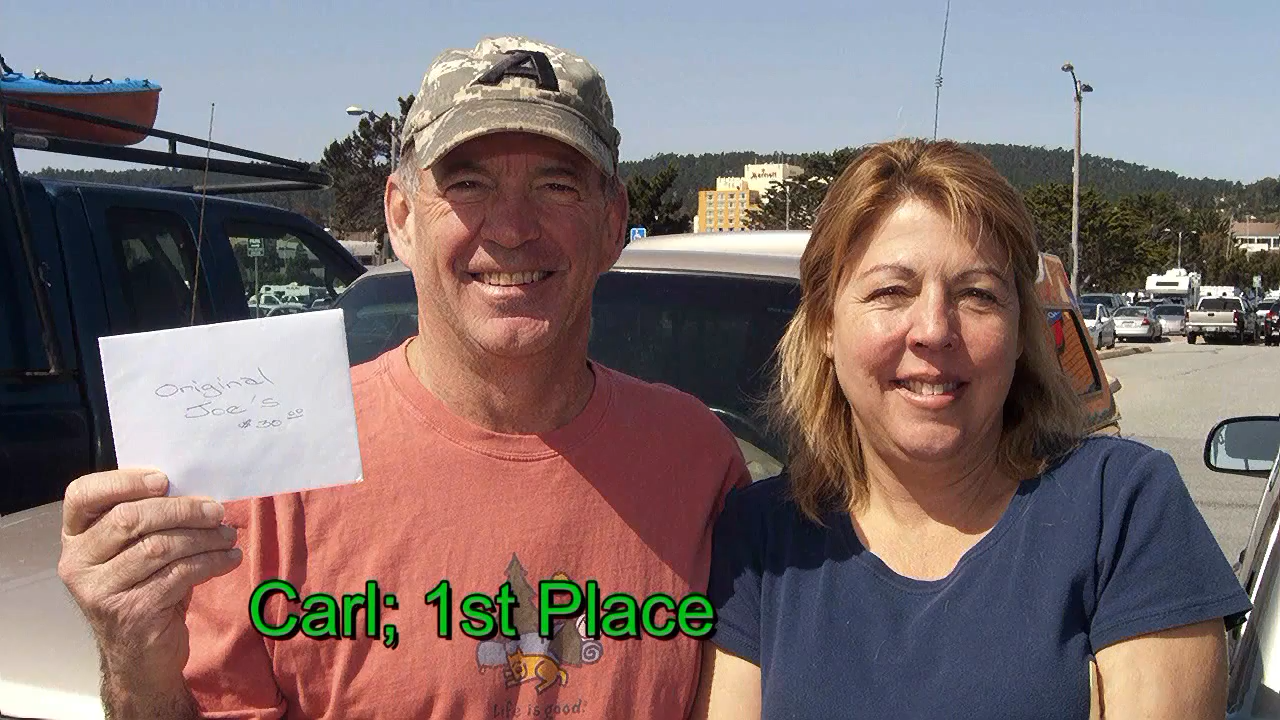 A
Marriott
Original
Joe's
$30 00
Carl; 1st Place
Life is good.